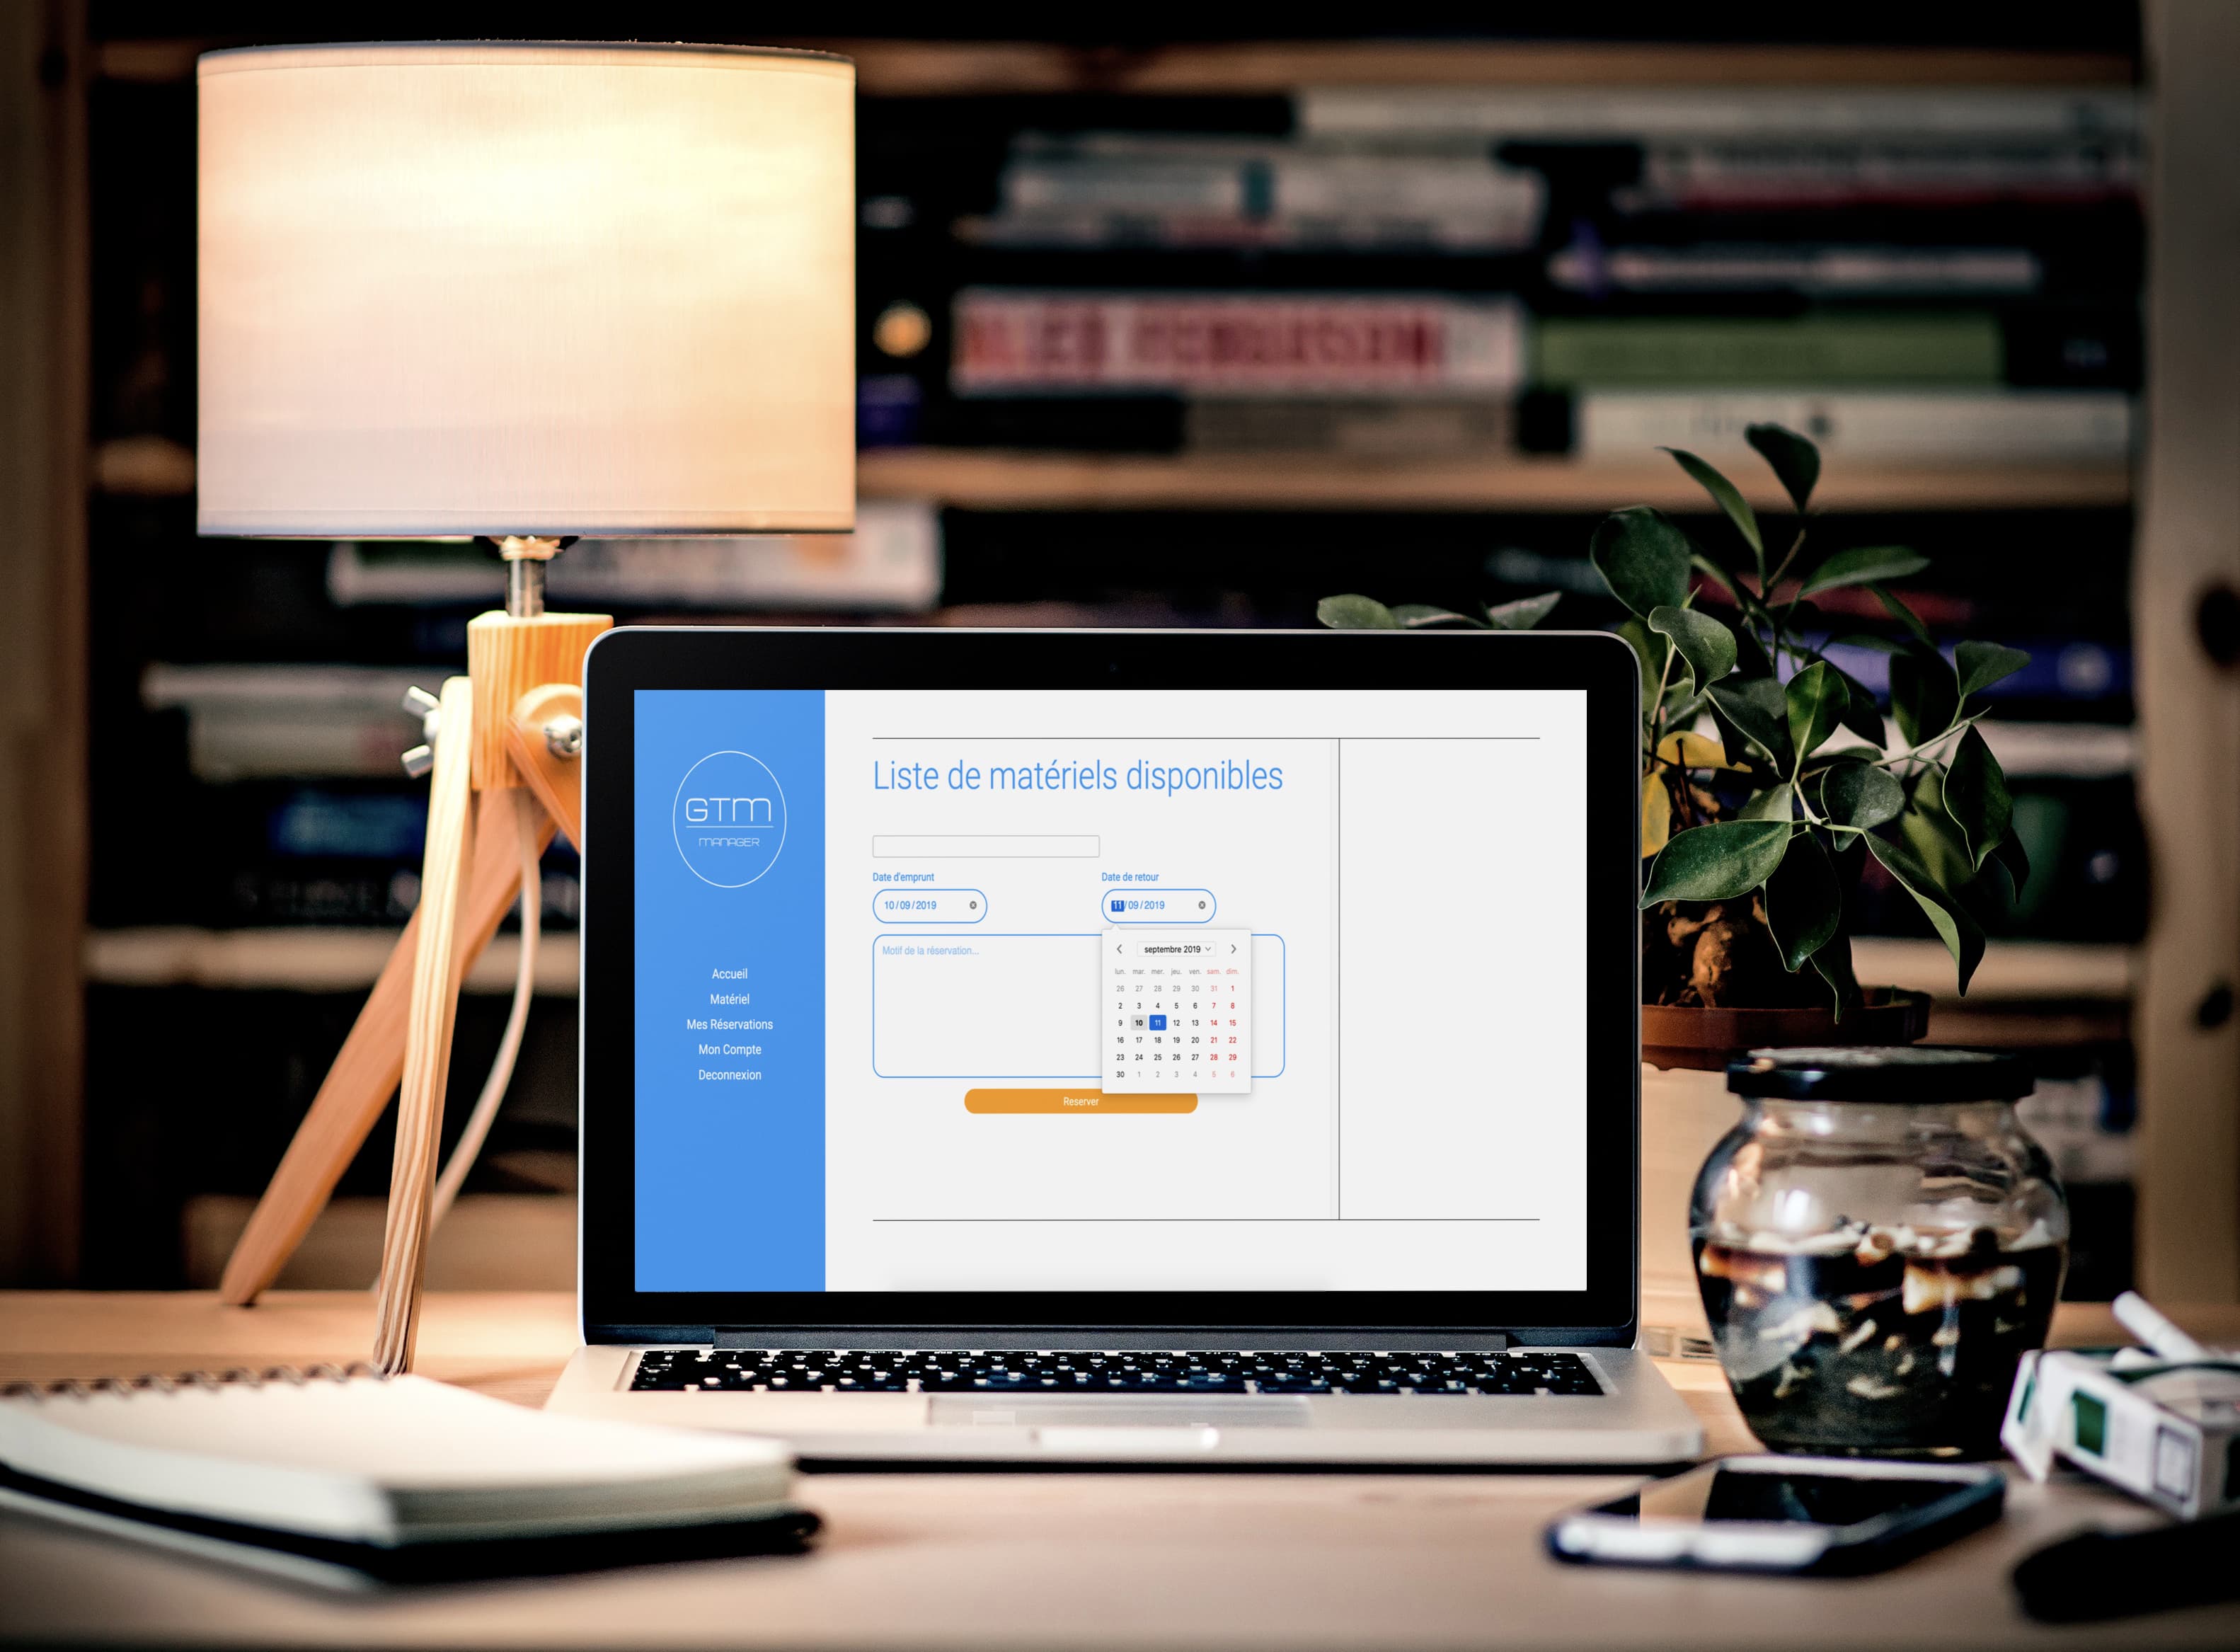 GTM
MANAGER
Accueil
Matériel
Mes Réservations
Mon Compte
Deconnexion
Liste de matériels disponibles
Date d'emprunt
Date de retour
10/09/2019
11/09/2019
Motif de la réservation...
septembre 2019
lun. mar. mer. jeu. ven. sam. dim.
26 27 28 29 30 31 1
2 3 4 5 6 7 8
9 10 11 12 13 14 15
16 17 18 19 20 21 22
23 24 25 26 27 28 29
30 1 2 3 4 5 6
Reserver